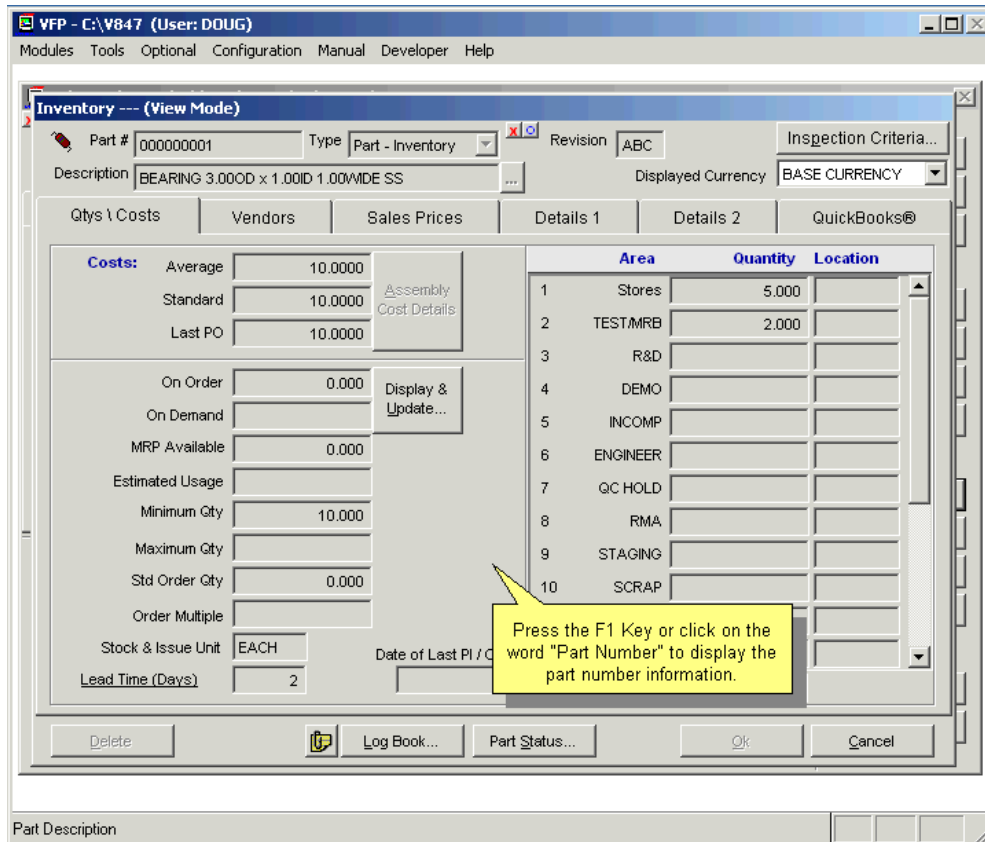 VFP - C:\V847 (User: DOUG)
Modules Tools Optional Configuration Manual Developer Help
Inventory --- (View Mode)
Part # 000000001 Type Part - Inventory Revision ABC Inspection Criteria...
Description BEARING 3.00OD x 1.00ID 1.00WIDE SS ... Displayed Currency BASE CURRENCY
Qtys \ Costs Vendors Sales Prices Details 1 Details 2 QuickBooks®
Costs: Average 10.0000
Standard 10.0000
Last PO 10.0000
Assembly
Cost Details
On Order 0.000
On Demand
MRP Available 0.000
Estimated Usage
Minimum Qty 10.000
Maximum Qty
Std Order Qty 0.000
Order Multiple
Stock & Issue Unit EACH
Lead Time (Days) 2
Display &
Update...
Date of Last PI / C
Area Quantity Location
1 Stores 5.000
2 TEST/MRB 2.000
3 R&D
4 DEMO
5 INCOMP
6 ENGINEER
7 QC HOLD
8 RMA
9 STAGING
10 SCRAP
Press the F1 Key or click on the
word "Part Number" to display the
part number information.
Delete Log Book... Part Status... Ok Cancel
Part Description